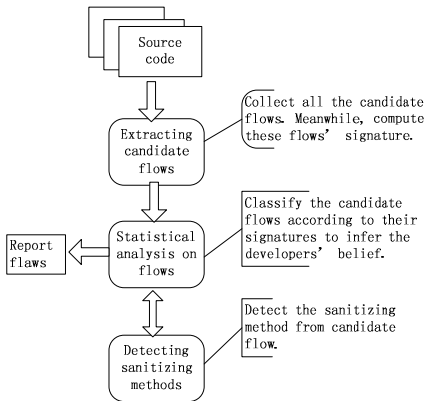 Source
code
Extracting
candidate
flows
Collect all the candidate
flows. Meanwhile, compute
these flows' signature.
Statistical
analysis on
flows
Classify the candidate
flows according to their
signatures to infer the
developers' belief.
Report
flaws
Detecting
sanitizing
methods
Detect the sanitizing
method from candidate
flow.